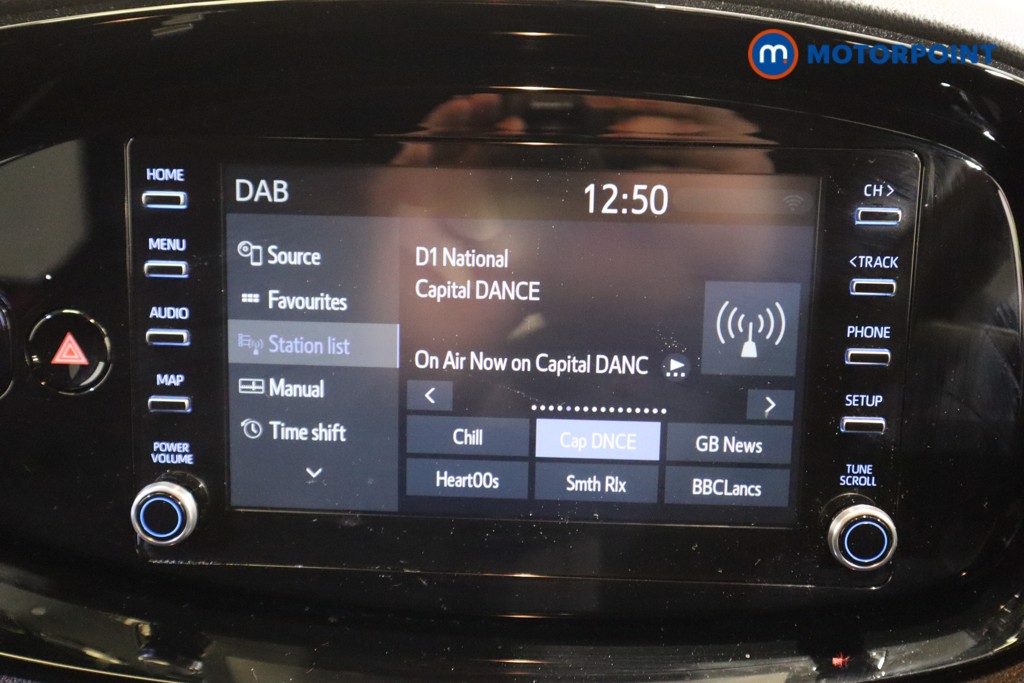 m MOTORPOINT
HOME
MENU
AUDIO
MAP
POWER
VOLUME
DAB
12:50
Source
Favourites
Station list
Manual
Time shift
D1 National
Capital DANCE
On Air Now on Capital DANC
Chill
Cap DNCE
GB News
Heart00s
Smth Rlx
BBCLancs
CH >
< TRACK
PHONE
SETUP
TUNE
SCROLL